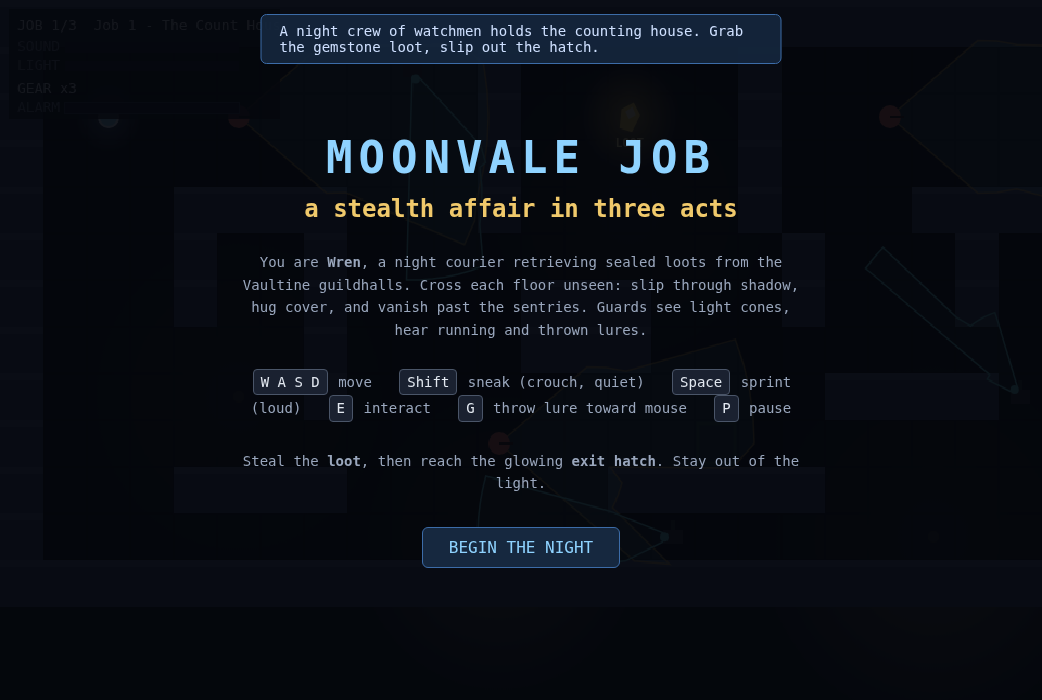 JOB 1/3 Job 1 - The Count Ho
SOUND
LIGHT
GEAR x3
ALARM
A night crew of watchmen holds the counting house. Grab
the gemstone loot, slip out the hatch.
MOONVALE JOB
a stealth affair in three acts
You are Wren, a night courier retrieving sealed loots from the
Vaultine guildhalls. Cross each floor unseen: slip through shadow,
hug cover, and vanish past the sentries. Guards see light cones,
hear running and thrown lures.
W A S D move Shift sneak (crouch, quiet) Space sprint
(loud) E interact G throw lure toward mouse P pause
Steal the loot, then reach the glowing exit hatch. Stay out of the
light.
BEGIN THE NIGHT